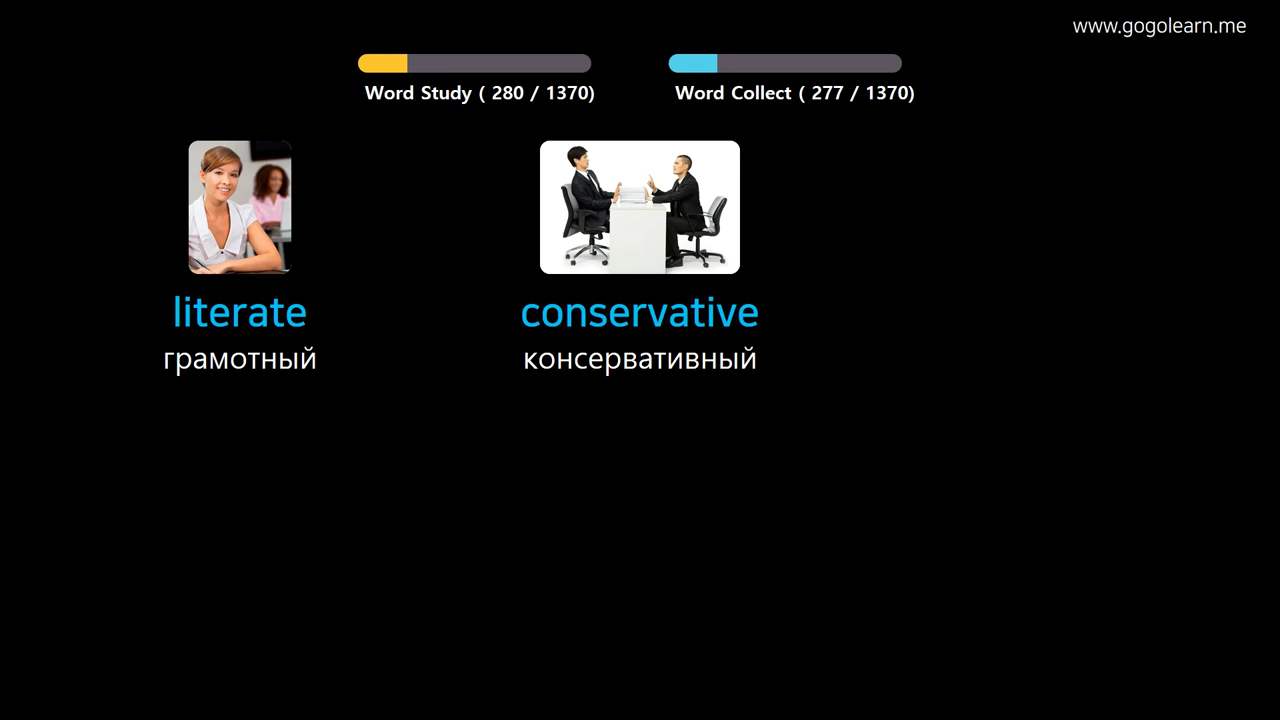 www.gogolearn.me
Word Study ( 280 / 1370)
Word Collect ( 277 / 1370)
literate
грамотный
conservative
консервативный